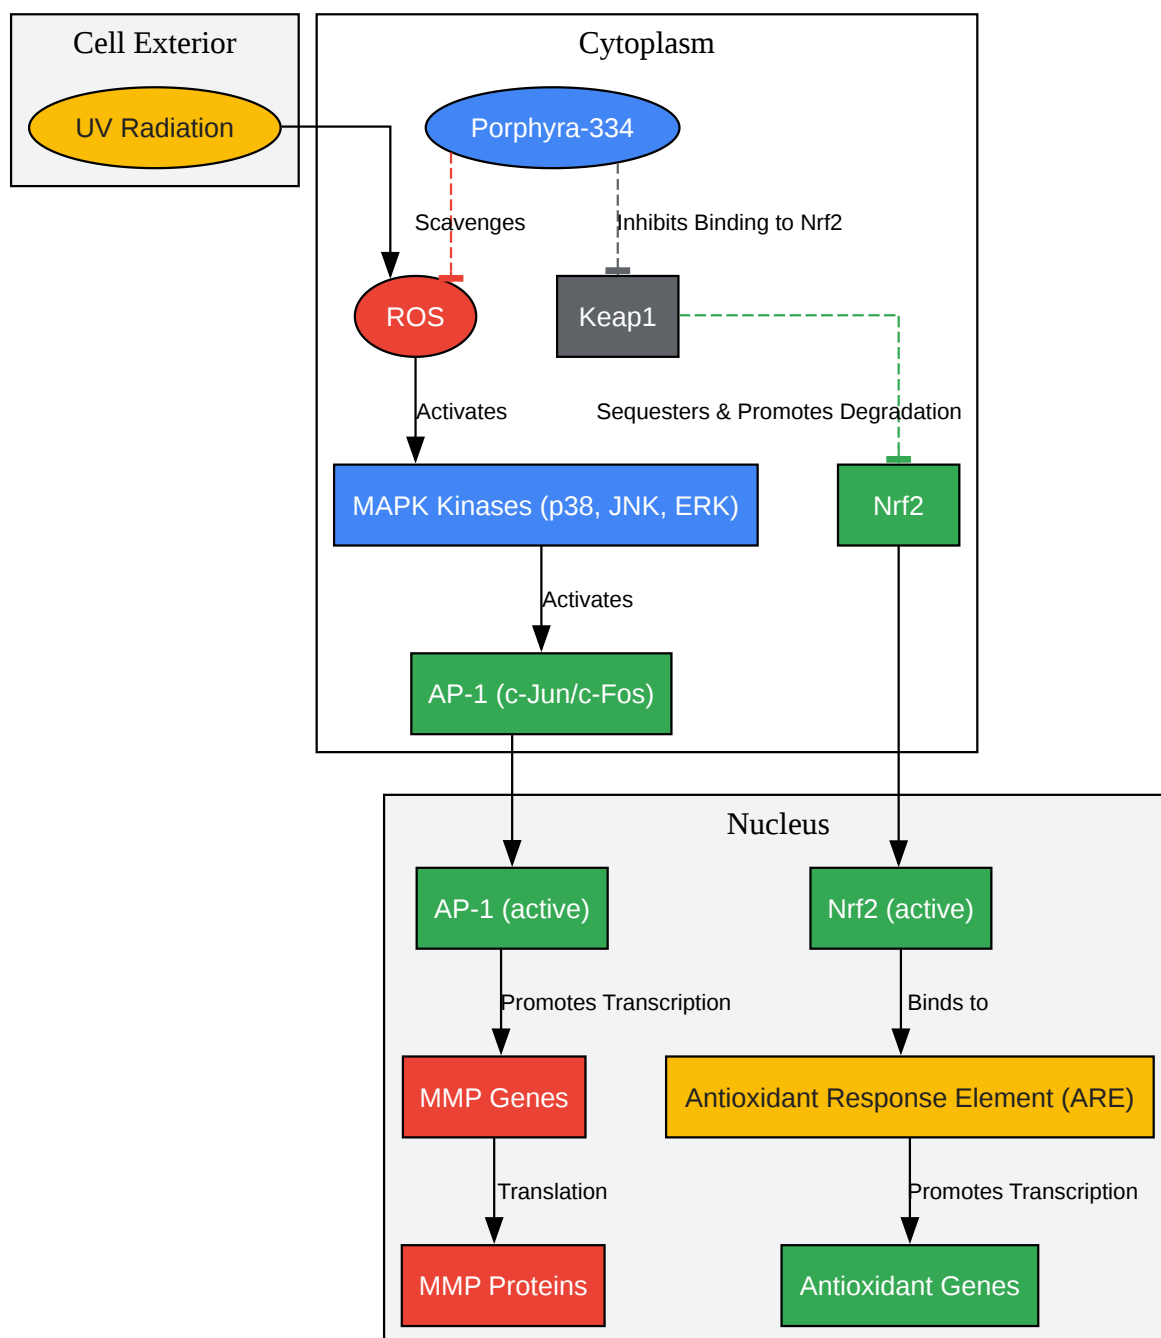 Cell Exterior
Cytoplasm
UV Radiation
Porphyra-334
Scavenges
Inhibits Binding to Nrf2
ROS
Keap1
Activates
Sequesters & Promotes Degradation
MAPK Kinases (p38, JNK, ERK)
Nrf2
Activates
AP-1 (c-Jun/c-Fos)
Nucleus
AP-1 (active)
Nrf2 (active)
Promotes Transcription
Binds to
MMP Genes
Antioxidant Response Element (ARE)
Translation
Promotes Transcription
MMP Proteins
Antioxidant Genes